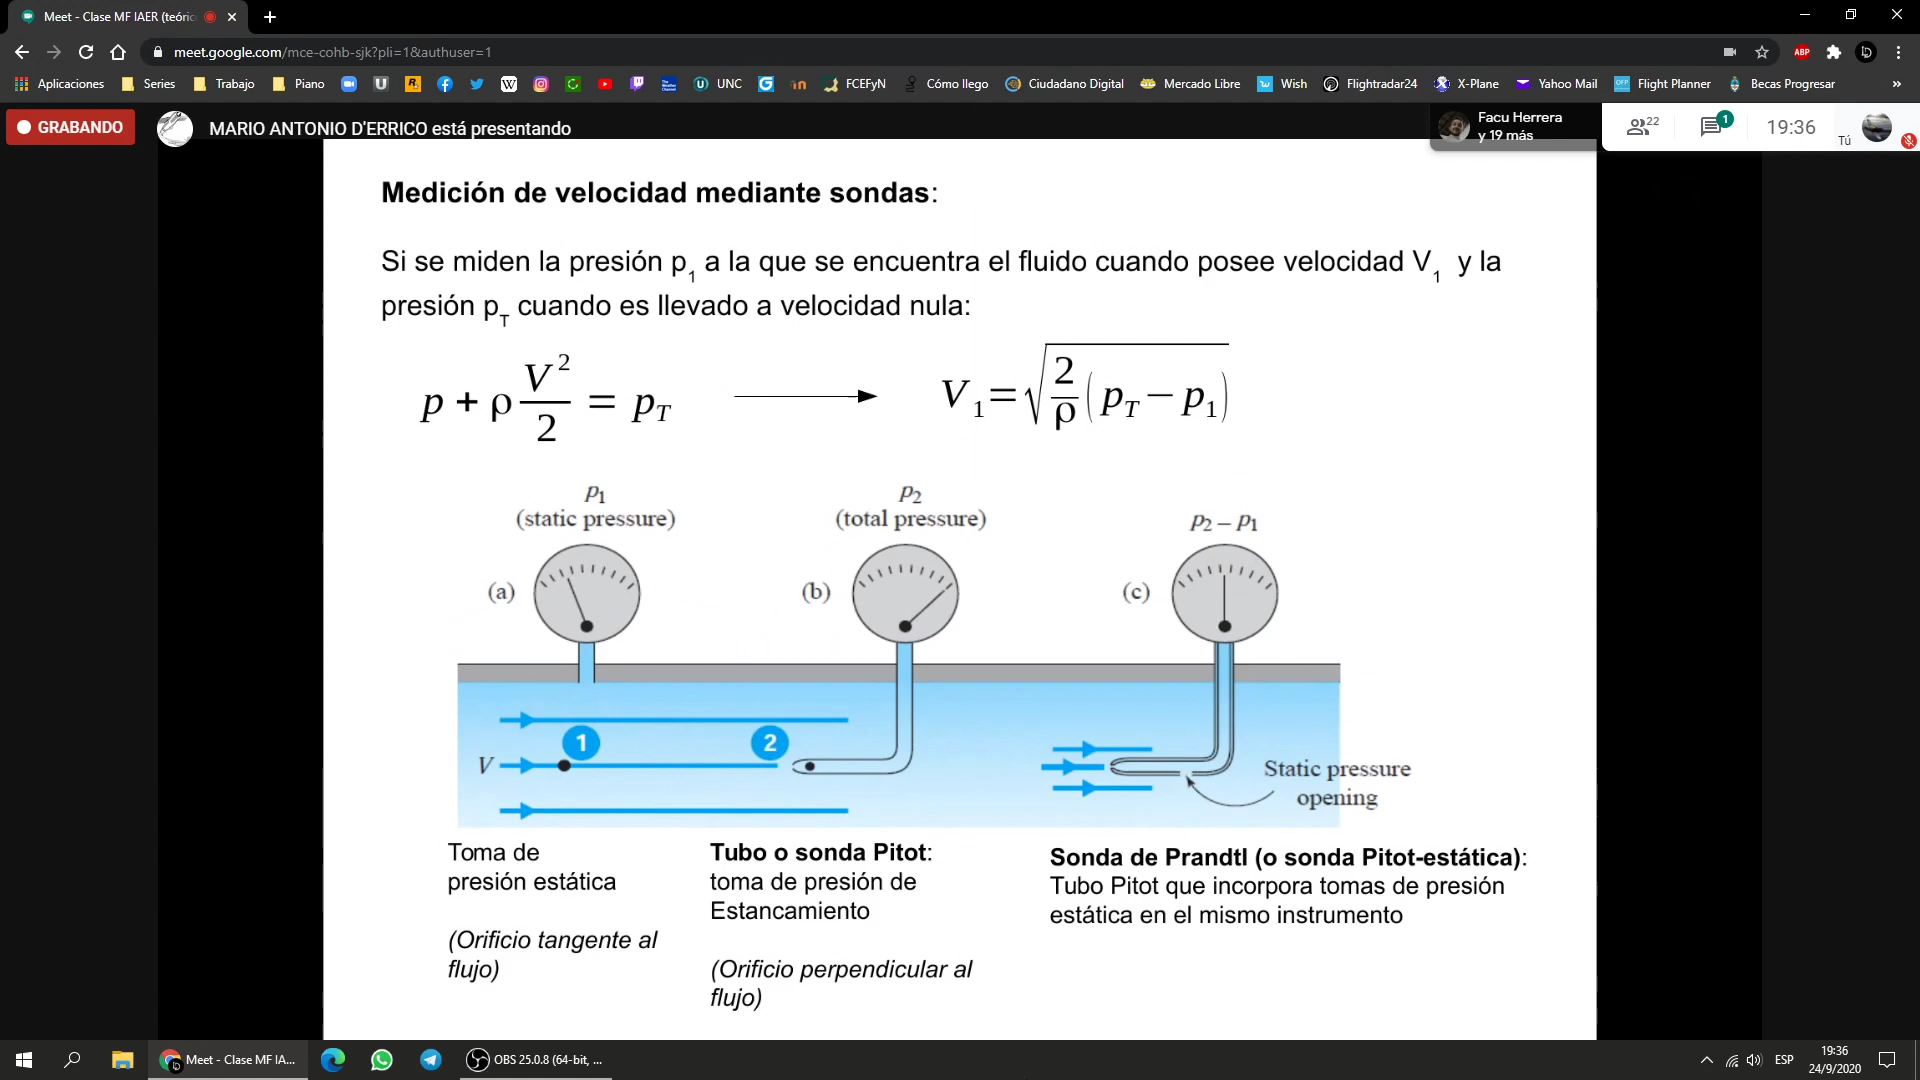 Meet - Clase MF IAER (teóric
meet.google.com/mce-cohb-sjk?pli=1&authuser=1
ABP
Aplicaciones Series Trabajo Piano UNC FCEFyN Cómo llego Ciudadano Digital Mercado Libre Wish Flightradar24 X-Plane Yahoo Mail Flight Planner Becas Progresar »
GRABANDO
MARIO ANTONIO D'ERRICO está presentando
Facu Herrera
y 19 más
22
1
19:36
Tú
Medición de velocidad mediante sondas:
Si se miden la presión p₁ a la que se encuentra el fluido cuando posee velocidad V₁ y la
presión p_T cuando es llevado a velocidad nula:
p + ρ V²/2 = p_T
V₁ = √(2/ρ (p_T − p₁))
p₁
(static pressure)
p₂
(total pressure)
p₂ – p₁
(a)
(b)
(c)
1
2
V
Static pressure
opening
Toma de
presión estática
(Orificio tangente al
flujo)
Tubo o sonda Pitot:
toma de presión de
Estancamiento
(Orificio perpendicular al
flujo)
Sonda de Prandtl (o sonda Pitot-estática):
Tubo Pitot que incorpora tomas de presión
estática en el mismo instrumento
Meet - Clase MF IA...
OBS 25.0.8 (64-bit, ...
ESP
19:36
24/9/2020